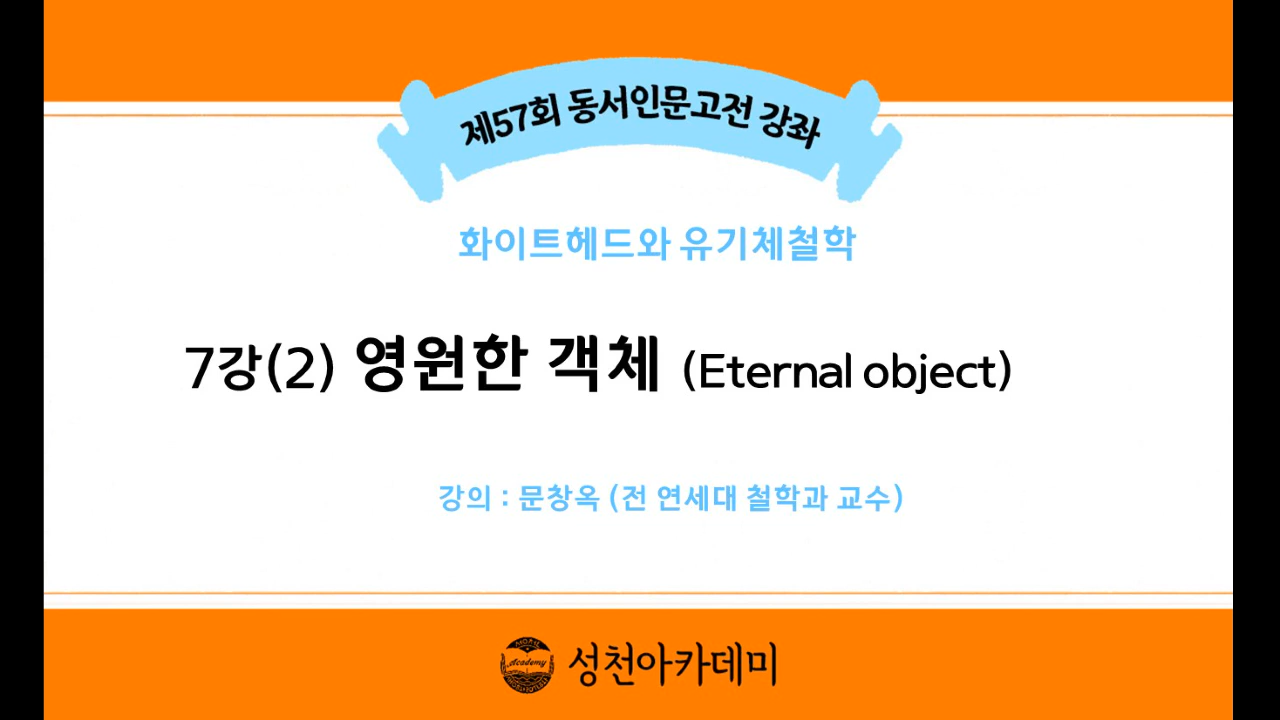 제57회 동서인문고전 강좌
화이트헤드와 유기체철학
7강(2) 영원한 객체 (Eternal object)
강의 : 문창옥 (전 연세대 철학과 교수)
Academy
성천아카데미